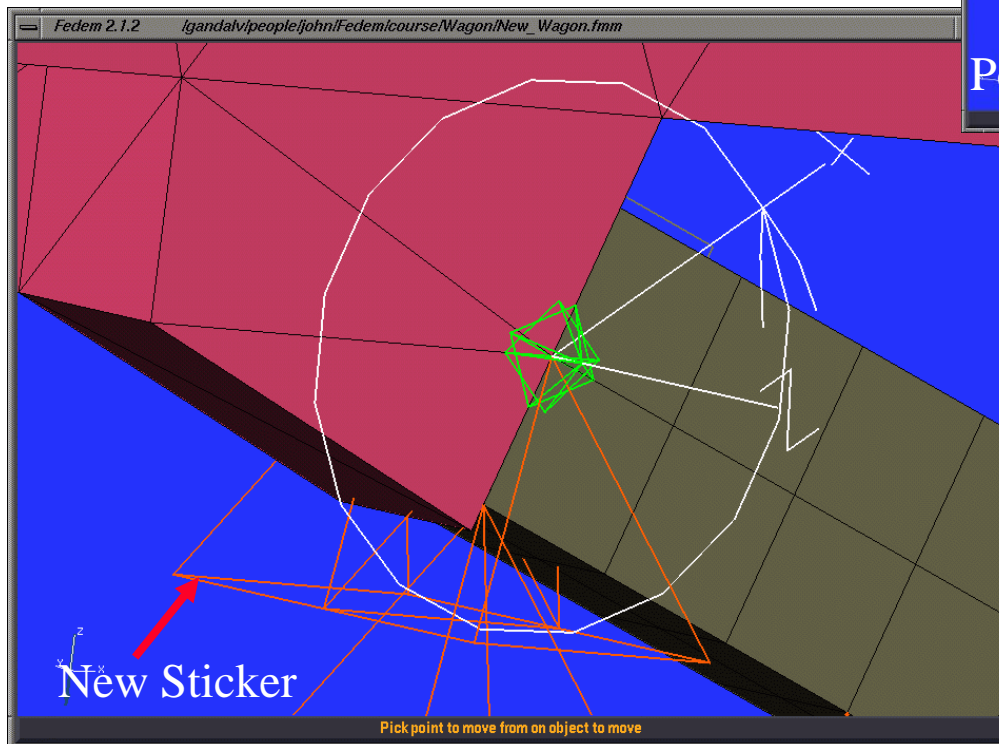 Fedem 2.1.2 /gandalv/people/john/Fedem/course/Wagon/New_Wagon.fmm
z
x
New Sticker
Pick point to move from on object to move